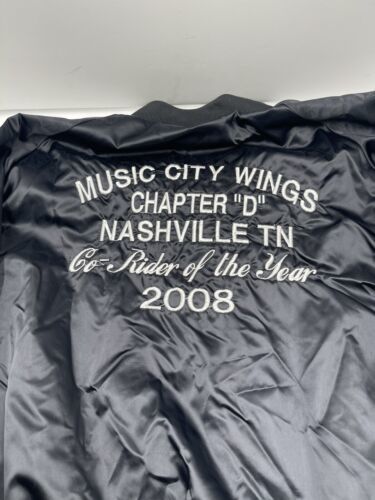 MUSIC CITY WINGS
CHAPTER "D"
NASHVILLE TN
Co-Rider of the Year
2008